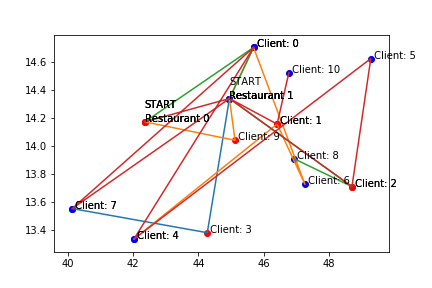 Client: 0
14.6
Client: 5
Client: 10
START
14.4
Restaurant 1
START
14.2
Restaurant 0
Client: 1
14.0
Client: 9
Client: 8
13.8
Client: 6
Client: 2
13.6
Client: 7
13.4
Client: 3
Client: 4
40 42 44 46 48